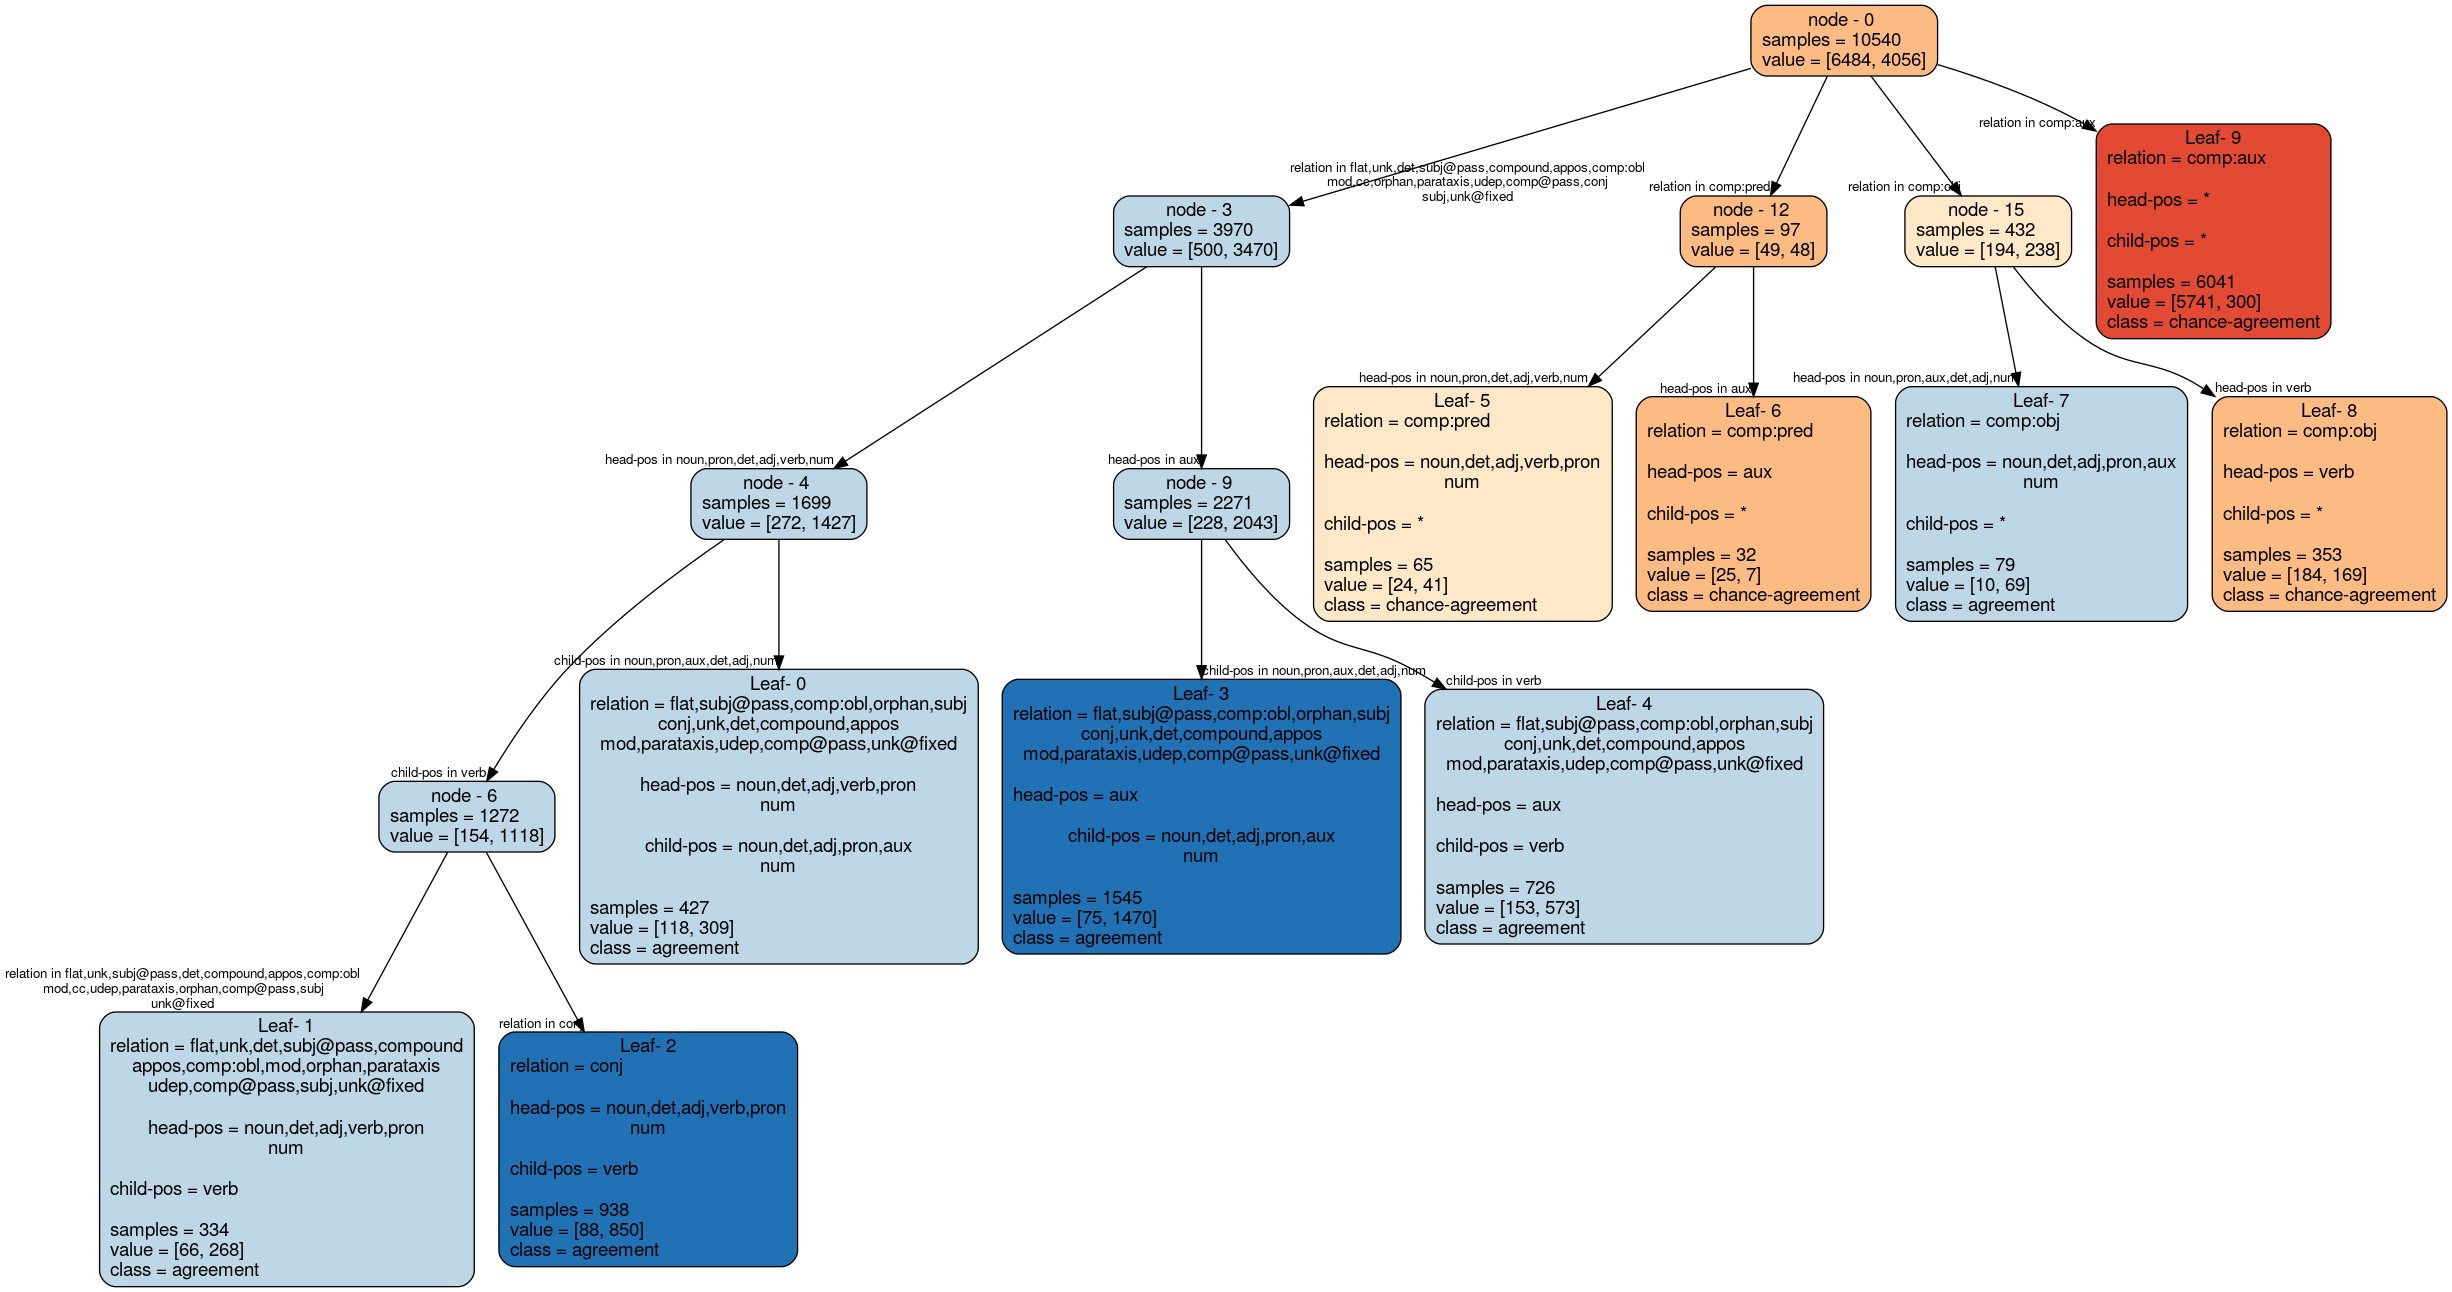 node - 0
samples = 10540
value = [6484, 4056]
relation in comp:aux
Leaf- 9
relation = comp:aux
head-pos = *
child-pos = *
samples = 6041
value = [5741, 300]
class = chance-agreement
relation in flat,unk,det,subj@pass,compound,appos,comp:obl
mod,cc,orphan,parataxis,udep,comp@pass,conj
subj,unk@fixed
node - 3
samples = 3970
value = [500, 3470]
relation in comp:pred
node - 12
samples = 97
value = [49, 48]
relation in comp:obj
node - 15
samples = 432
value = [194, 238]
head-pos in noun,pron,det,adj,verb,num
node - 4
samples = 1699
value = [272, 1427]
head-pos in aux
node - 9
samples = 2271
value = [228, 2043]
head-pos in noun,pron,det,adj,verb,num
Leaf- 5
relation = comp:pred
head-pos = noun,det,adj,verb,pron
num
child-pos = *
samples = 65
value = [24, 41]
class = chance-agreement
head-pos in aux
Leaf- 6
relation = comp:pred
head-pos = aux
child-pos = *
samples = 32
value = [25, 7]
class = chance-agreement
head-pos in noun,pron,aux,det,adj,num
Leaf- 7
relation = comp:obj
head-pos = noun,det,adj,pron,aux
num
child-pos = *
samples = 79
value = [10, 69]
class = agreement
head-pos in verb
Leaf- 8
relation = comp:obj
head-pos = verb
child-pos = *
samples = 353
value = [184, 169]
class = chance-agreement
child-pos in verb
node - 6
samples = 1272
value = [154, 1118]
child-pos in noun,pron,aux,det,adj,num
Leaf- 0
relation = flat,subj@pass,comp:obl,orphan,subj
conj,unk,det,compound,appos
mod,parataxis,udep,comp@pass,unk@fixed
head-pos = noun,det,adj,verb,pron
num
child-pos = noun,det,adj,pron,aux
num
samples = 427
value = [118, 309]
class = agreement
child-pos in noun,pron,aux,det,adj,num
Leaf- 3
relation = flat,subj@pass,comp:obl,orphan,subj
conj,unk,det,compound,appos
mod,parataxis,udep,comp@pass,unk@fixed
head-pos = aux
child-pos = noun,det,adj,pron,aux
num
samples = 1545
value = [75, 1470]
class = agreement
child-pos in verb
Leaf- 4
relation = flat,subj@pass,comp:obl,orphan,subj
conj,unk,det,compound,appos
mod,parataxis,udep,comp@pass,unk@fixed
head-pos = aux
child-pos = verb
samples = 726
value = [153, 573]
class = agreement
relation in flat,unk,subj@pass,det,compound,appos,comp:obl
mod,cc,udep,parataxis,orphan,comp@pass,subj
unk@fixed
Leaf- 1
relation = flat,unk,det,subj@pass,compound
appos,comp:obl,mod,orphan,parataxis
udep,comp@pass,subj,unk@fixed
head-pos = noun,det,adj,verb,pron
num
child-pos = verb
samples = 334
value = [66, 268]
class = agreement
relation in conj
Leaf- 2
relation = conj
head-pos = noun,det,adj,verb,pron
num
child-pos = verb
samples = 938
value = [88, 850]
class = agreement